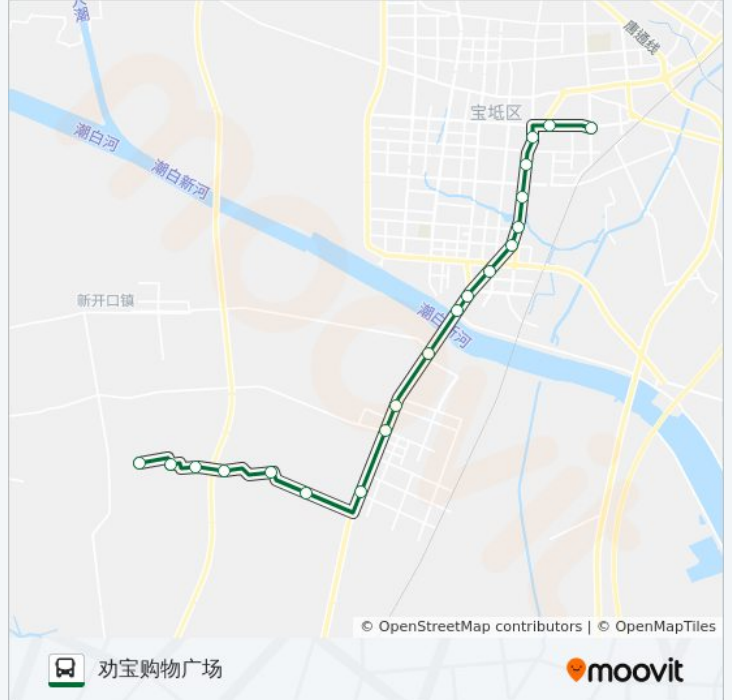 唐通线
宝坻区
潮白河
潮白新河
新开口镇
潮白新河
© OpenStreetMap contributors | © OpenMapTiles
劝宝购物广场
moovit